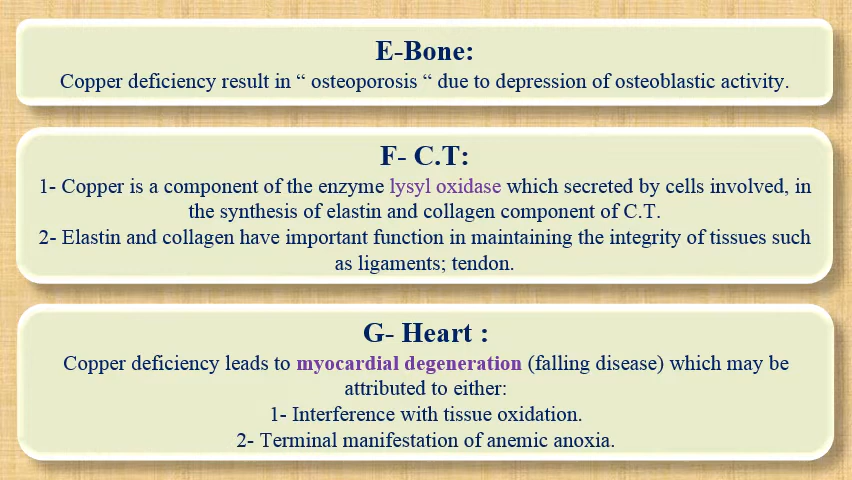 E-Bone:
Copper deficiency result in “ osteoporosis “ due to depression of osteoblastic activity.
F- C.T:
1- Copper is a component of the enzyme lysyl oxidase which secreted by cells involved, in
the synthesis of elastin and collagen component of C.T.
2- Elastin and collagen have important function in maintaining the integrity of tissues such
as ligaments; tendon.
G- Heart :
Copper deficiency leads to myocardial degeneration (falling disease) which may be
attributed to either:
1- Interference with tissue oxidation.
2- Terminal manifestation of anemic anoxia.